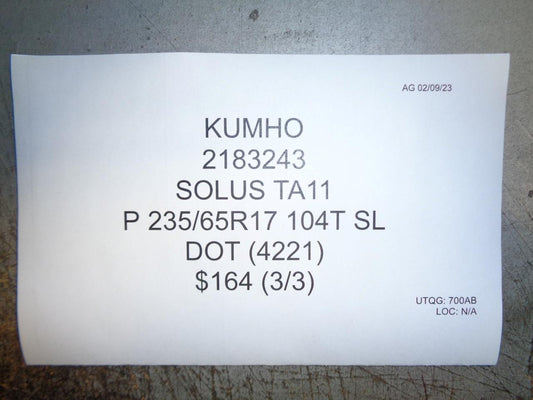 AG 02/09/23
KUMHO
2183243
SOLUS TA11
P 235/65R17 104T SL
DOT (4221)
$164 (3/3)
UTQG: 700AB
LOC: N/A